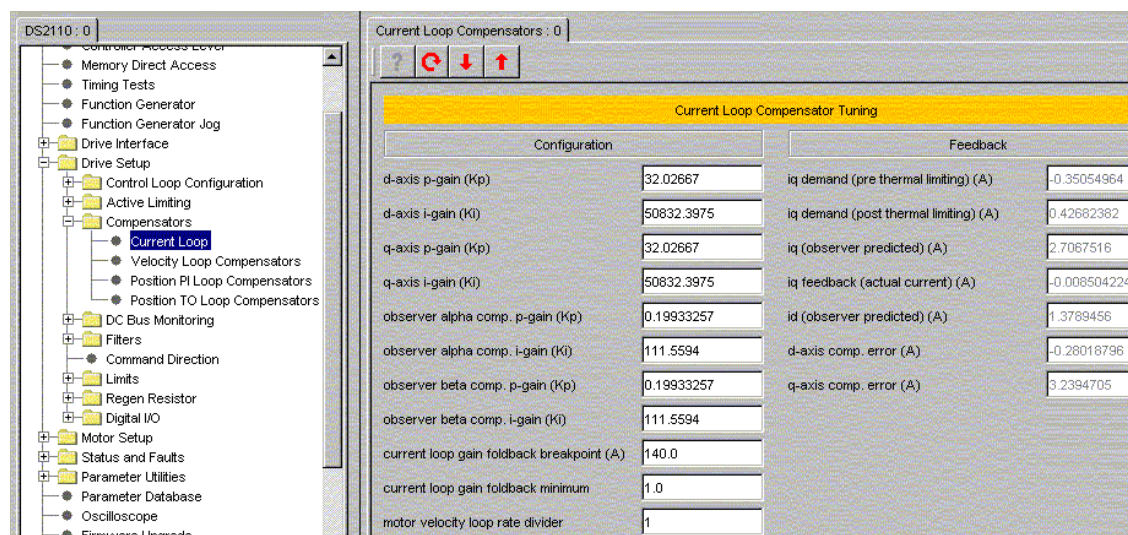 DS2110 : 0
Controller Access Level
Memory Direct Access
Timing Tests
Function Generator
Function Generator Jog
Drive Interface
Drive Setup
Control Loop Configuration
Active Limiting
Compensators
Current Loop
Velocity Loop Compensators
Position PI Loop Compensators
Position TO Loop Compensators
DC Bus Monitoring
Filters
Command Direction
Limits
Regen Resistor
Digital I/O
Motor Setup
Status and Faults
Parameter Utilities
Parameter Database
Oscilloscope
Firmware Upgrade
Current Loop Compensators : 0
?
Current Loop Compensator Tuning
Configuration
d-axis p-gain (Kp) 32.02667
d-axis i-gain (Ki) 50832.3975
q-axis p-gain (Kp) 32.02667
q-axis i-gain (Ki) 50832.3975
observer alpha comp. p-gain (Kp) 0.19933257
observer alpha comp. i-gain (Ki) 111.5594
observer beta comp. p-gain (Kp) 0.19933257
observer beta comp. i-gain (Ki) 111.5594
current loop gain foldback breakpoint (A) 140.0
current loop gain foldback minimum 1.0
motor velocity loop rate divider 1
Feedback
iq demand (pre thermal limiting) (A) -0.35054964
iq demand (post thermal limiting) (A) 0.42682382
iq (observer predicted) (A) 2.7067516
iq feedback (actual current) (A) -0.008504224
id (observer predicted) (A) 1.3789456
d-axis comp. error (A) -0.28018796
q-axis comp. error (A) 3.2394705